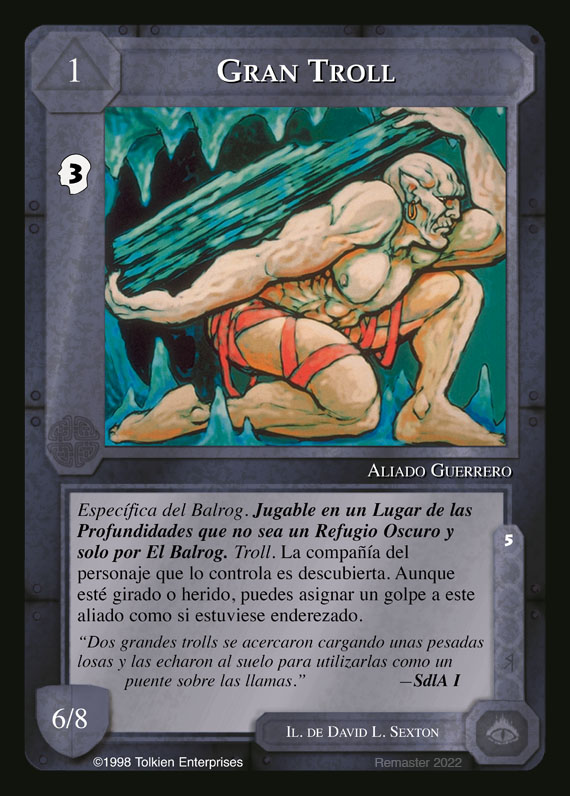 1
GRAN TROLL
3
ALIADO GUERRERO
Específica del Balrog. Jugable en un Lugar de las
Profundidades que no sea un Refugio Oscuro y
solo por El Balrog. Troll. La compañía del
personaje que lo controla es descubierta. Aunque
esté girado o herido, puedes asignar un golpe a este
aliado como si estuviese enderezado.
“Dos grandes trolls se acercaron cargando unas pesadas
losas y las echaron al suelo para utilizarlas como un
puente sobre las llamas.” —SdlA I
5
6/8
IL. DE DAVID L. SEXTON
©1998 Tolkien Enterprises
Remaster 2022